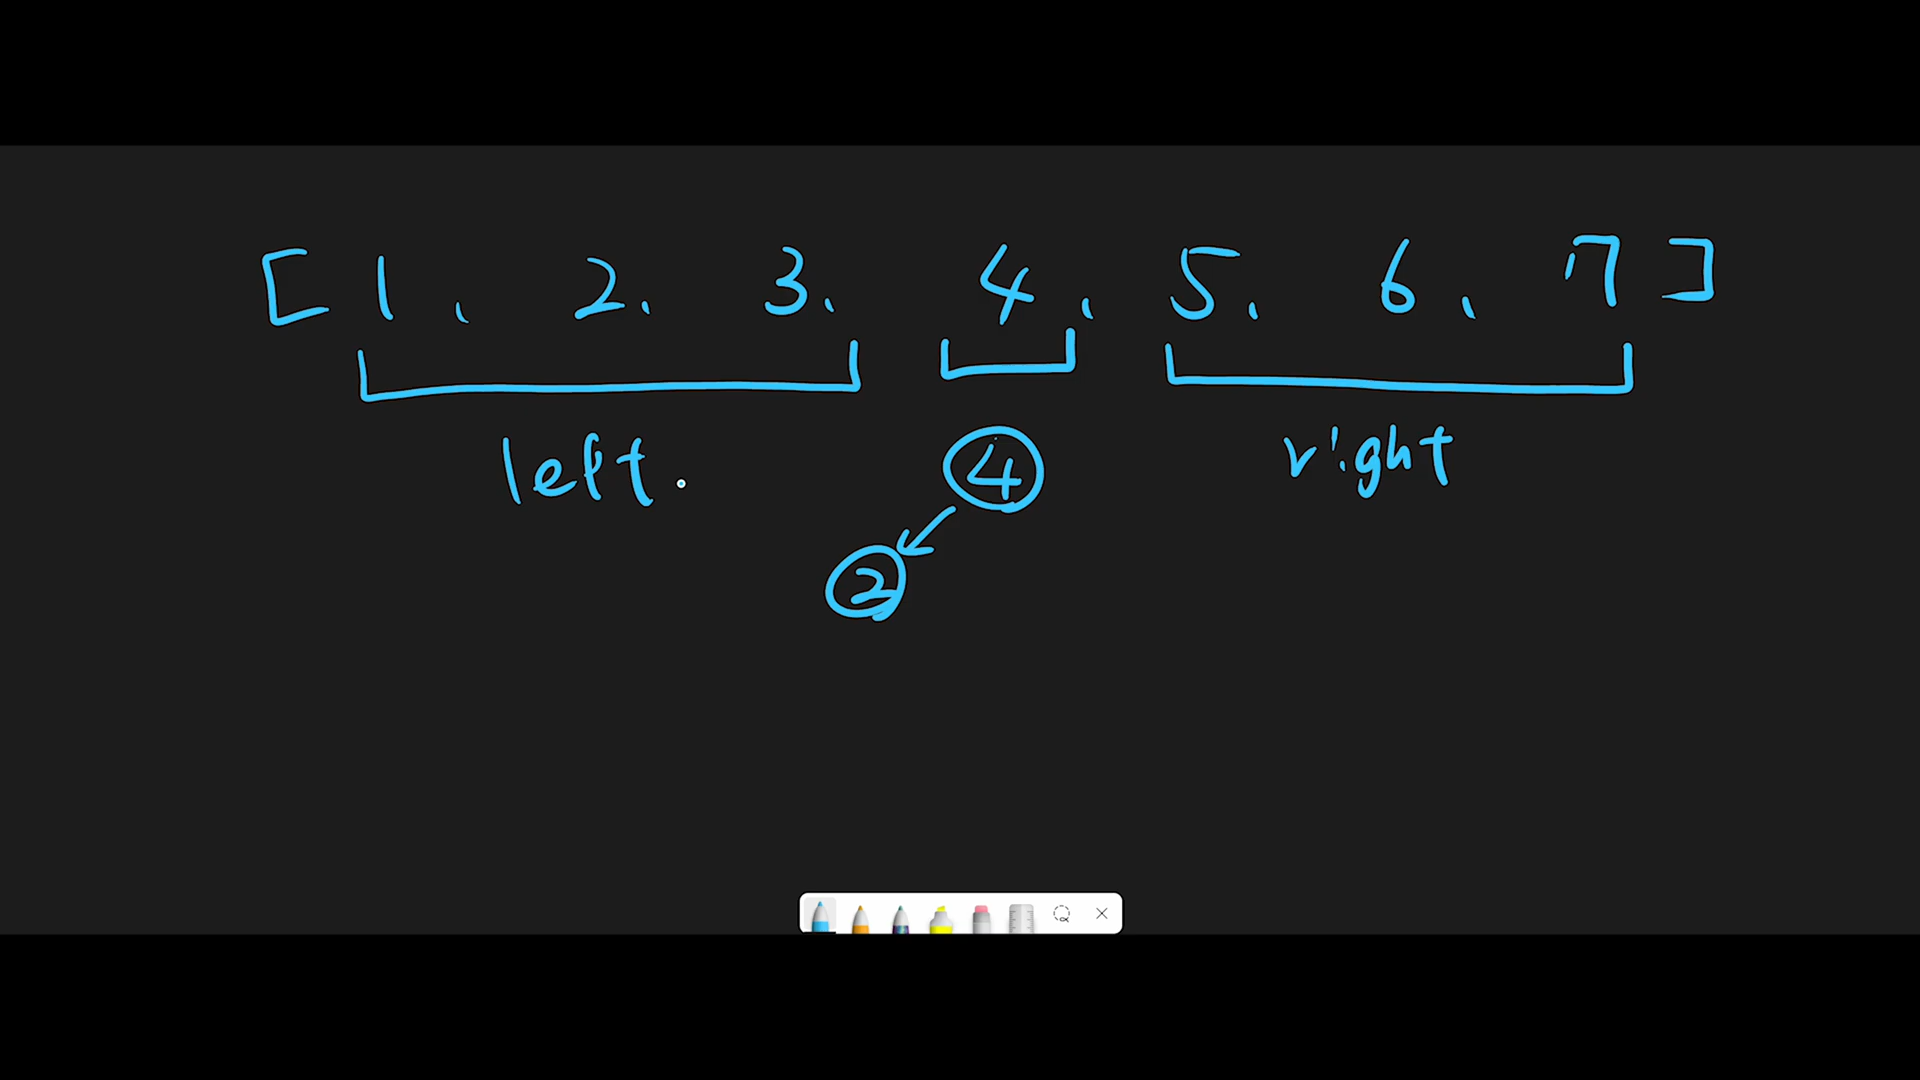 [1, 2, 3, 4, 5, 6, 7]
left. right
4
2